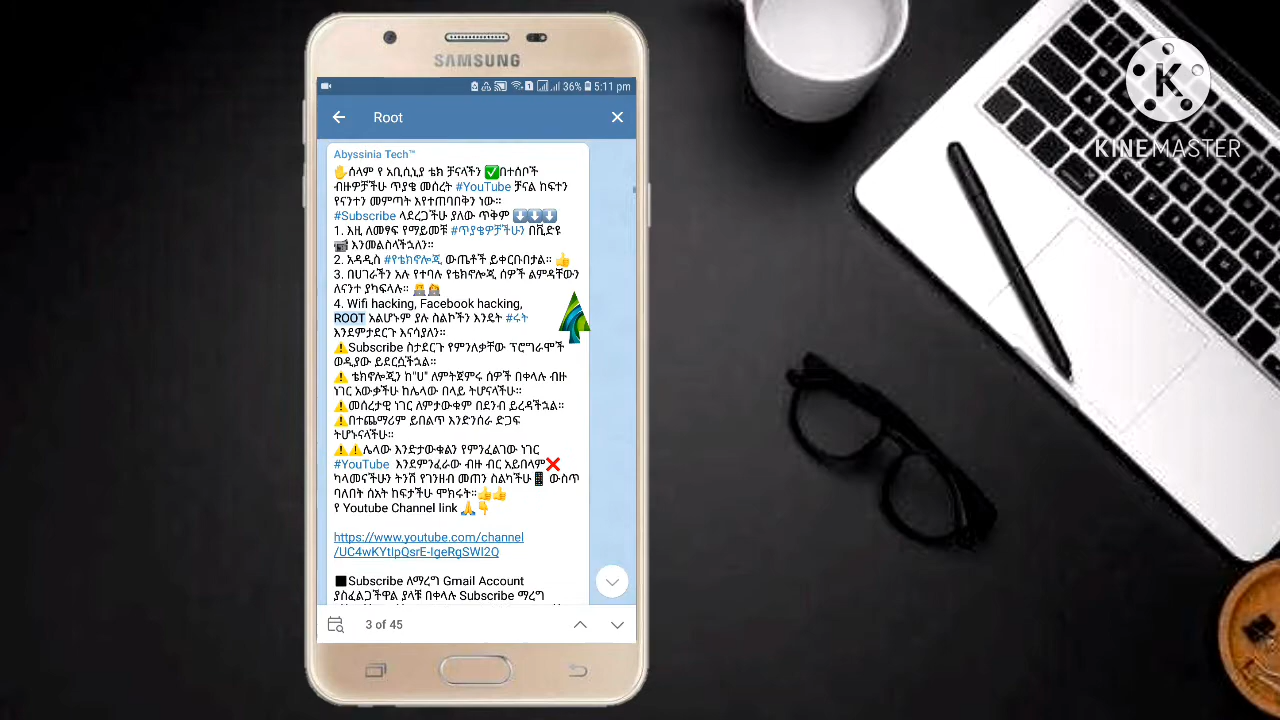 SAMSUNG
36% 5:11 pm
Root
Abyssinia Tech™
✋ሰላም የ አቢሲኒያ ቴክ ቻናላችን ✅በተሰቦች
ብዙዎቻችሁ ጥያቄ መሰረት #YouTube ቻናል ከፍተን
የናንተን መምጣት እየተጠባበቅን ነው።
#Subscribe ላደረጋችሁ ያለው ጥቅም ⬇️⬇️⬇️
1. እዚ ለመፃፍ የማይመቹ #ጥያቄዎቻችሁን በቪድዩ
📹 እንመልስላችኋለን።
2. አዳዲስ #የቴክኖሎጂ ውጤቶች ይቀርቡበታል። 👍
3. በሀገራችን አሉ የተባሉ የቴክኖሎጂ ሰዎች ልምዳቸውን
ለናንተ ያካፍላሉ። 👨‍💻🙋
4. Wifi hacking, Facebook hacking,
ROOT አልሆኑም ያሉ ስልኮችን እንዴት #ሩት
እንደምታደርጉ እናሳያለን።
⚠️Subscribe ስታደርጉ የምንለቃቸው ፕሮግራሞች
ወዲያው ይደርሷችኋል።
⚠️ ቴክኖሎጂን ከ"ሀ" ለምትጀምሩ ሰዎች በቀላሉ ብዙ
ነገር አውቃችሁ ከሌላው በላይ ትሆናላችሁ።
⚠️መሰረታዊ ነገር ለምታውቁም በደንብ ይረዳችኋል።
⚠️በተጨማሪም ይበልጥ እንድንሰራ ድጋፍ
ትሆኑናላችሁ።
⚠️⚠️ሌላው እንድታውቁልን የምንፈልገው ነገር
#YouTube እንደምንፈራው ብዙ ብር አይበላም❌
ካላመናችሁን ትንሽ የገንዘብ መጠን ስልካችሁ📱 ውስጥ
ባለበት ሰአት ከፍታችሁ ሞክሩት።👍👍
የ Youtube Channel link 🙏👇
https://www.youtube.com/channel
/UC4wKYtIpQsrE-IgeRgSWI2Q
⬛Subscribe ለማረግ Gmail Account
ያስፈልጋችዋል ያላቹ በቀላሉ Subscribe ማረግ
3 of 45
K
KINEMASTER